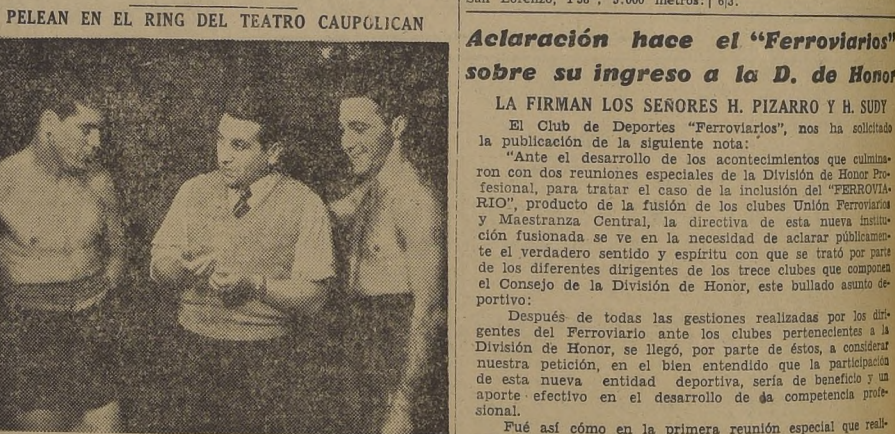 PELEAN EN EL RING DEL TEATRO CAUPOLICAN
San Lorenzo, 1'38", 3.000 metros. | 6|3.
Aclaración hace el "Ferroviarios"
sobre su ingreso a la D. de Honor
LA FIRMAN LOS SEÑORES H. PIZARRO Y H. SUDY
El Club de Deportes "Ferroviarios", nos ha solicitado
la publicación de la siguiente nota:
"Ante el desarrollo de los acontecimientos que culmina-
ron con dos reuniones especiales de la División de Honor Pro-
fesional, para tratar el caso de la inclusión del "FERROVIA-
RIO", producto de la fusión de los clubes Unión Ferroviarios
y Maestranza Central, la directiva de esta nueva institu-
ción fusionada se ve en la necesidad de aclarar públicamen-
te el verdadero sentido y espíritu con que se trató por parte
de los diferentes dirigentes de los trece clubes que componen
el Consejo de la División de Honor, este bullado asunto de-
portivo:
Después de todas las gestiones realizadas por los diri-
gentes del Ferroviario ante los clubes pertenecientes a la
División de Honor, se llegó, por parte de éstos, a considerar
nuestra petición, en el bien entendido que la participación
de esta nueva entidad deportiva, sería de beneficio y un
aporte efectivo en el desarrollo de la competencia profe-
sional.
Fué así cómo en la primera reunión especial que reali-